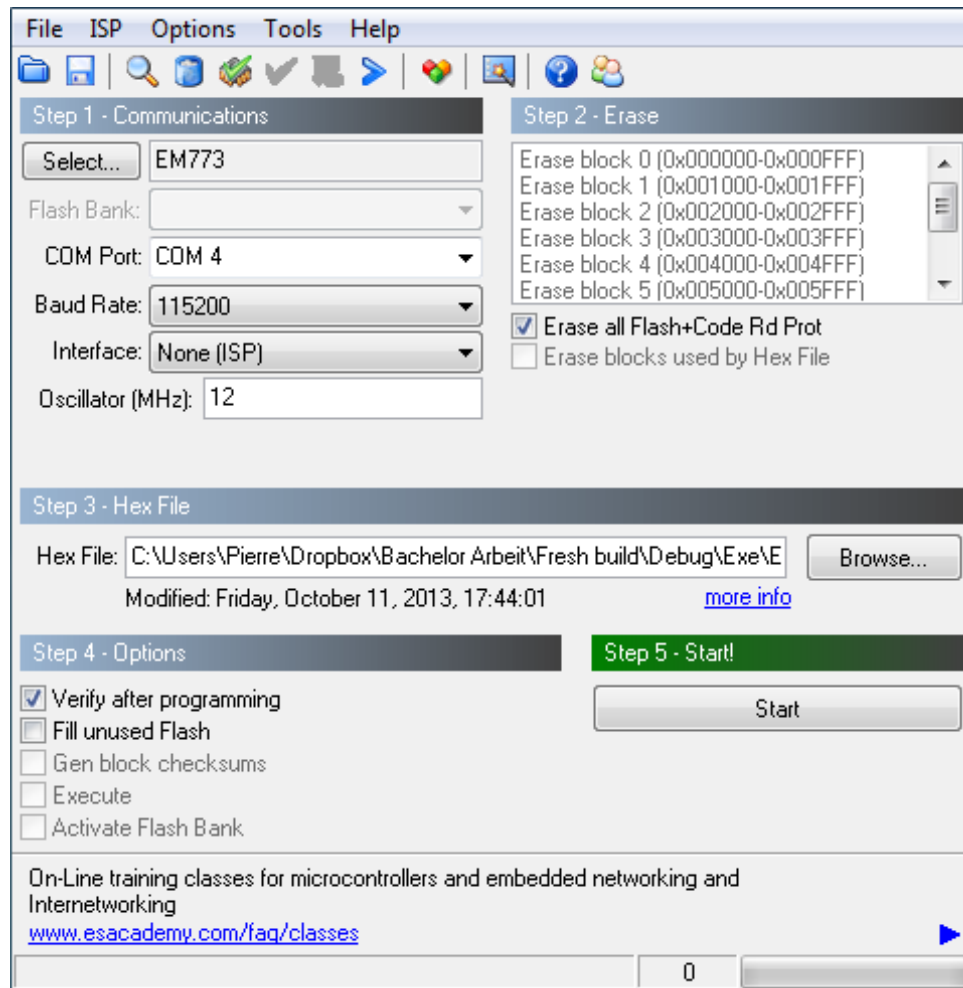 File ISP Options Tools Help
Step 1 - Communications
Select... EM773
Flash Bank:
COM Port: COM 4
Baud Rate: 115200
Interface: None (ISP)
Oscillator (MHz): 12
Step 2 - Erase
Erase block 0 (0x000000-0x000FFF)
Erase block 1 (0x001000-0x001FFF)
Erase block 2 (0x002000-0x002FFF)
Erase block 3 (0x003000-0x003FFF)
Erase block 4 (0x004000-0x004FFF)
Erase block 5 (0x005000-0x005FFF)
Erase all Flash+Code Rd Prot
Erase blocks used by Hex File
Step 3 - Hex File
Hex File: C:\Users\Pierre\Dropbox\Bachelor Arbeit\Fresh build\Debug\Exe\E Browse...
Modified: Friday, October 11, 2013, 17:44:01 more info
Step 4 - Options
Verify after programming
Fill unused Flash
Gen block checksums
Execute
Activate Flash Bank
Step 5 - Start!
Start
On-Line training classes for microcontrollers and embedded networking and
Internetworking
www.esacademy.com/faq/classes
0